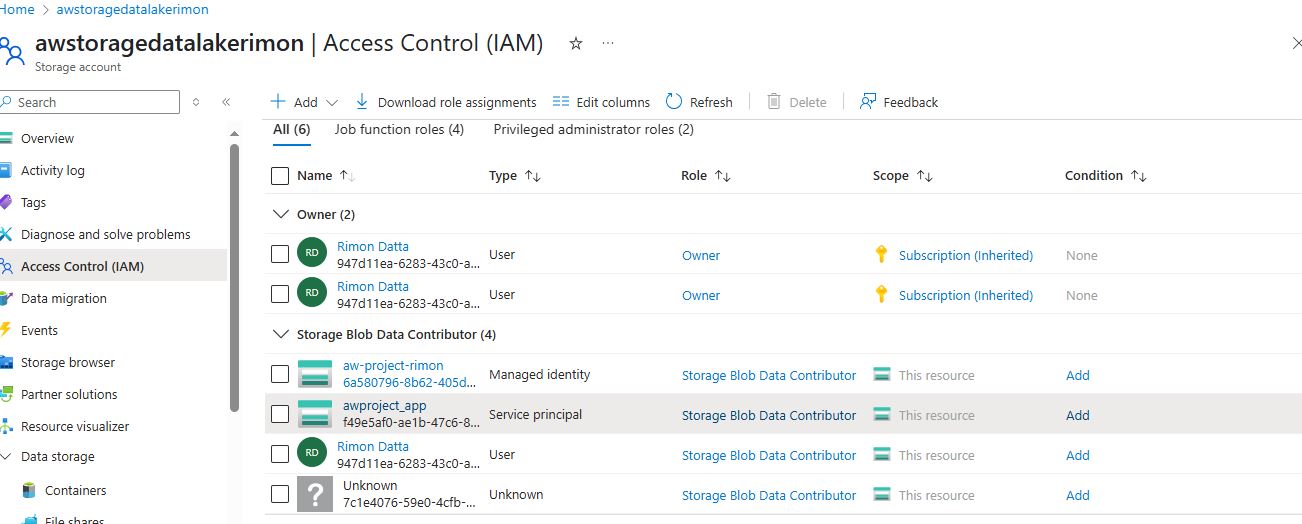 Home > awstoragedatalakerimon
awstoragedatalakerimon | Access Control (IAM) ☆ ...
Storage account
Search
Add Download role assignments Edit columns Refresh Delete Feedback
All (6) Job function roles (4) Privileged administrator roles (2)
Overview
Activity log
Tags
Diagnose and solve problems
Access Control (IAM)
Data migration
Events
Storage browser
Partner solutions
Resource visualizer
Data storage
Containers
File shares
Name Type Role Scope Condition
Owner (2)
RD Rimon Datta User Owner Subscription (Inherited) None
947d11ea-6283-43c0-a...
RD Rimon Datta User Owner Subscription (Inherited) None
947d11ea-6283-43c0-a...
Storage Blob Data Contributor (4)
aw-project-rimon Managed identity Storage Blob Data Contributor This resource Add
6a580796-8b62-405d...
awproject_app Service principal Storage Blob Data Contributor This resource Add
f49e5af0-ae1b-47c6-8...
RD Rimon Datta User Storage Blob Data Contributor This resource Add
947d11ea-6283-43c0-a...
? Unknown Unknown Storage Blob Data Contributor This resource Add
7c1e4076-59e0-4cfb-...